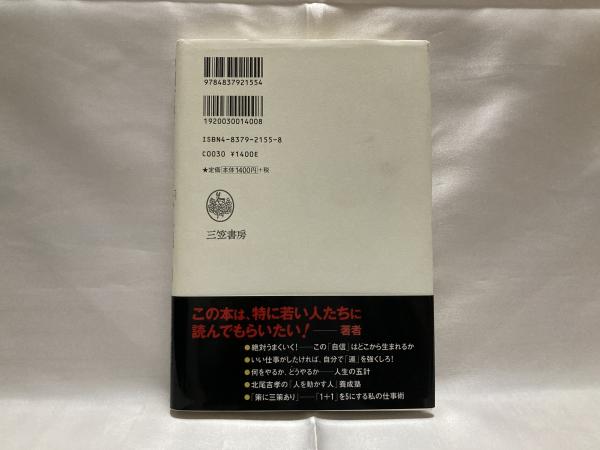 9784837921554
1920030014008
ISBN4-8379-2155-8
C0030 ¥1400E
★定価[本体1400円]+税
三笠書房
この本は、特に若い人たちに
読んでもらいたい!──著者
●絶対うまくいく!──この「自信」はどこから生まれるか
●いい仕事がしたければ、自分で「運」を強くしろ!
●何をやるか、どうやるか──人生の五計
●北尾吉孝の「人を動かす人」養成塾
●「策に三策あり」──「1+1」を5にする私の仕事術